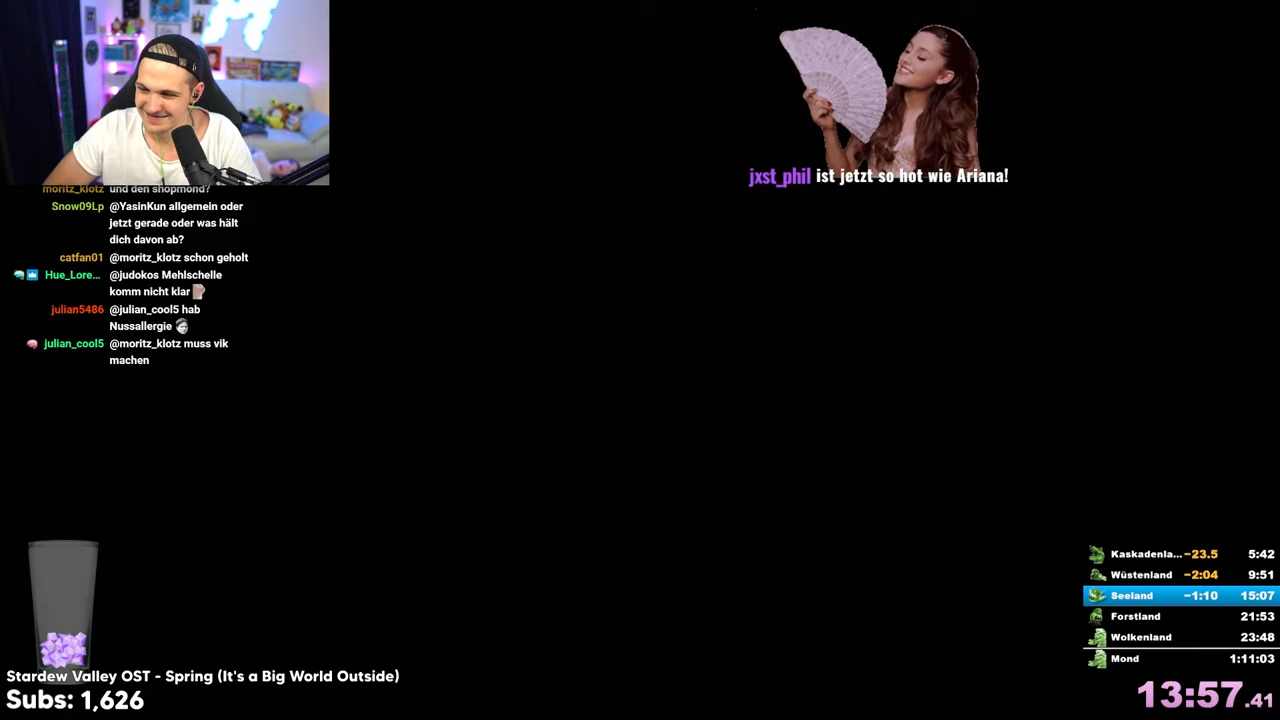 jxst_phil ist jetzt so hot wie Ariana!
moritz_klotz und den shopmond?
Snow09Lp @YasinKun allgemein oder
jetzt gerade oder was hält
dich davon ab?
catfan01 @moritz_klotz schon geholt
Hue_Lore... @judokos Mehlschelle
komm nicht klar
julian5486 @julian_cool5 hab
Nussallergie
julian_cool5 @moritz_klotz muss vik
machen
Kaskadenla... −23.5 5:42
Wüstenland −2:04 9:51
Seeland −1:10 15:07
Forstland 21:53
Wolkenland 23:48
Mond 1:11:03
13:57.41
Stardew Valley OST - Spring (It's a Big World Outside)
Subs: 1,626